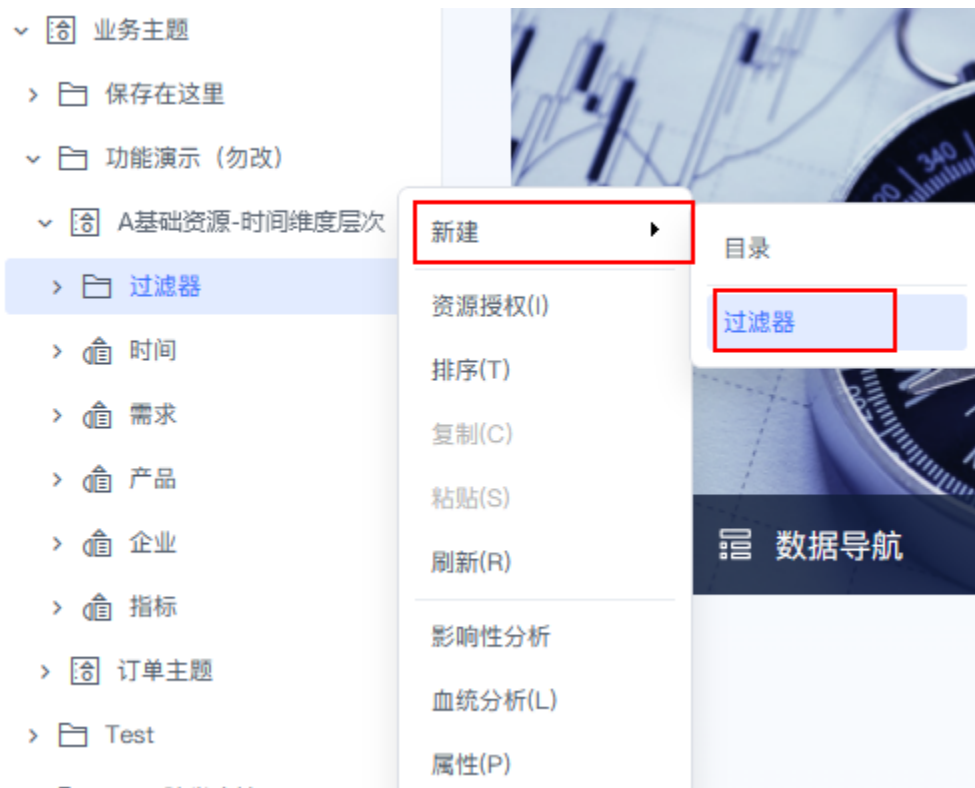 业务主题
保存在这里
功能演示（勿改）
A基础资源-时间维度层次
过滤器
时间
需求
产品
企业
指标
订单主题
Test
新建
资源授权(I)
排序(T)
复制(C)
粘贴(S)
刷新(R)
影响性分析
血统分析(L)
属性(P)
目录
过滤器
340
数据导航